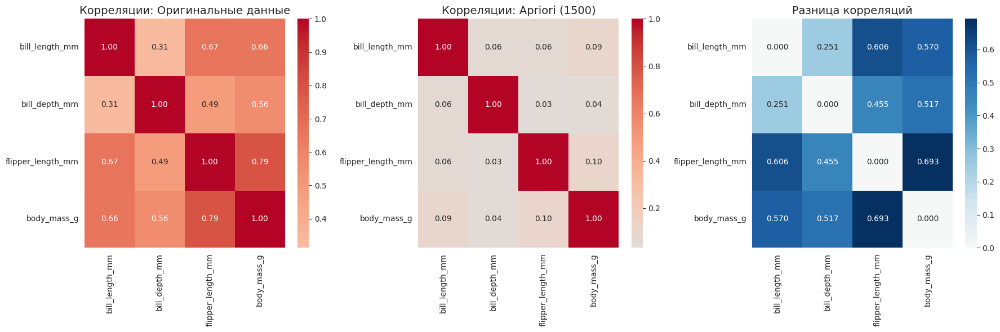 Корреляции: Оригинальные данные
bill_length_mm 1.00 0.31 0.67 0.66
bill_depth_mm 0.31 1.00 0.49 0.56
flipper_length_mm 0.67 0.49 1.00 0.79
body_mass_g 0.66 0.56 0.79 1.00
bill_length_mm bill_depth_mm flipper_length_mm body_mass_g
1.0
0.9
0.8
0.7
0.6
0.5
0.4
Корреляции: Apriori (1500)
bill_length_mm 1.00 0.06 0.06 0.09
bill_depth_mm 0.06 1.00 0.03 0.04
flipper_length_mm 0.06 0.03 1.00 0.10
body_mass_g 0.09 0.04 0.10 1.00
bill_length_mm bill_depth_mm flipper_length_mm body_mass_g
1.0
0.8
0.6
0.4
0.2
Разница корреляций
bill_length_mm 0.000 0.251 0.606 0.570
bill_depth_mm 0.251 0.000 0.455 0.517
flipper_length_mm 0.606 0.455 0.000 0.693
body_mass_g 0.570 0.517 0.693 0.000
bill_length_mm bill_depth_mm flipper_length_mm body_mass_g
0.6
0.5
0.4
0.3
0.2
0.1
0.0